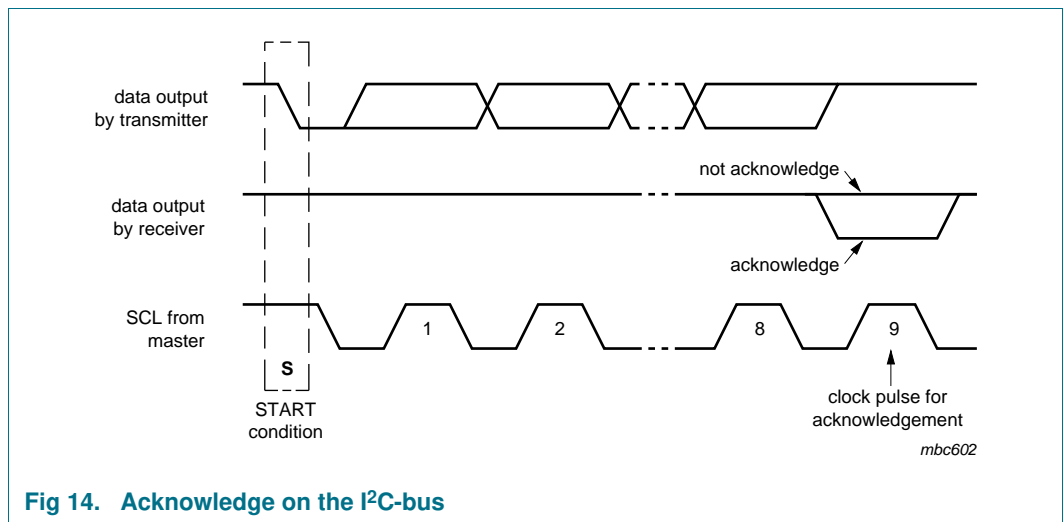 data output
by transmitter
not acknowledge
data output
by receiver
acknowledge
SCL from
master
1
2
8
9
S
START
condition
clock pulse for
acknowledgement
mbc602
Fig 14. Acknowledge on the I²C-bus